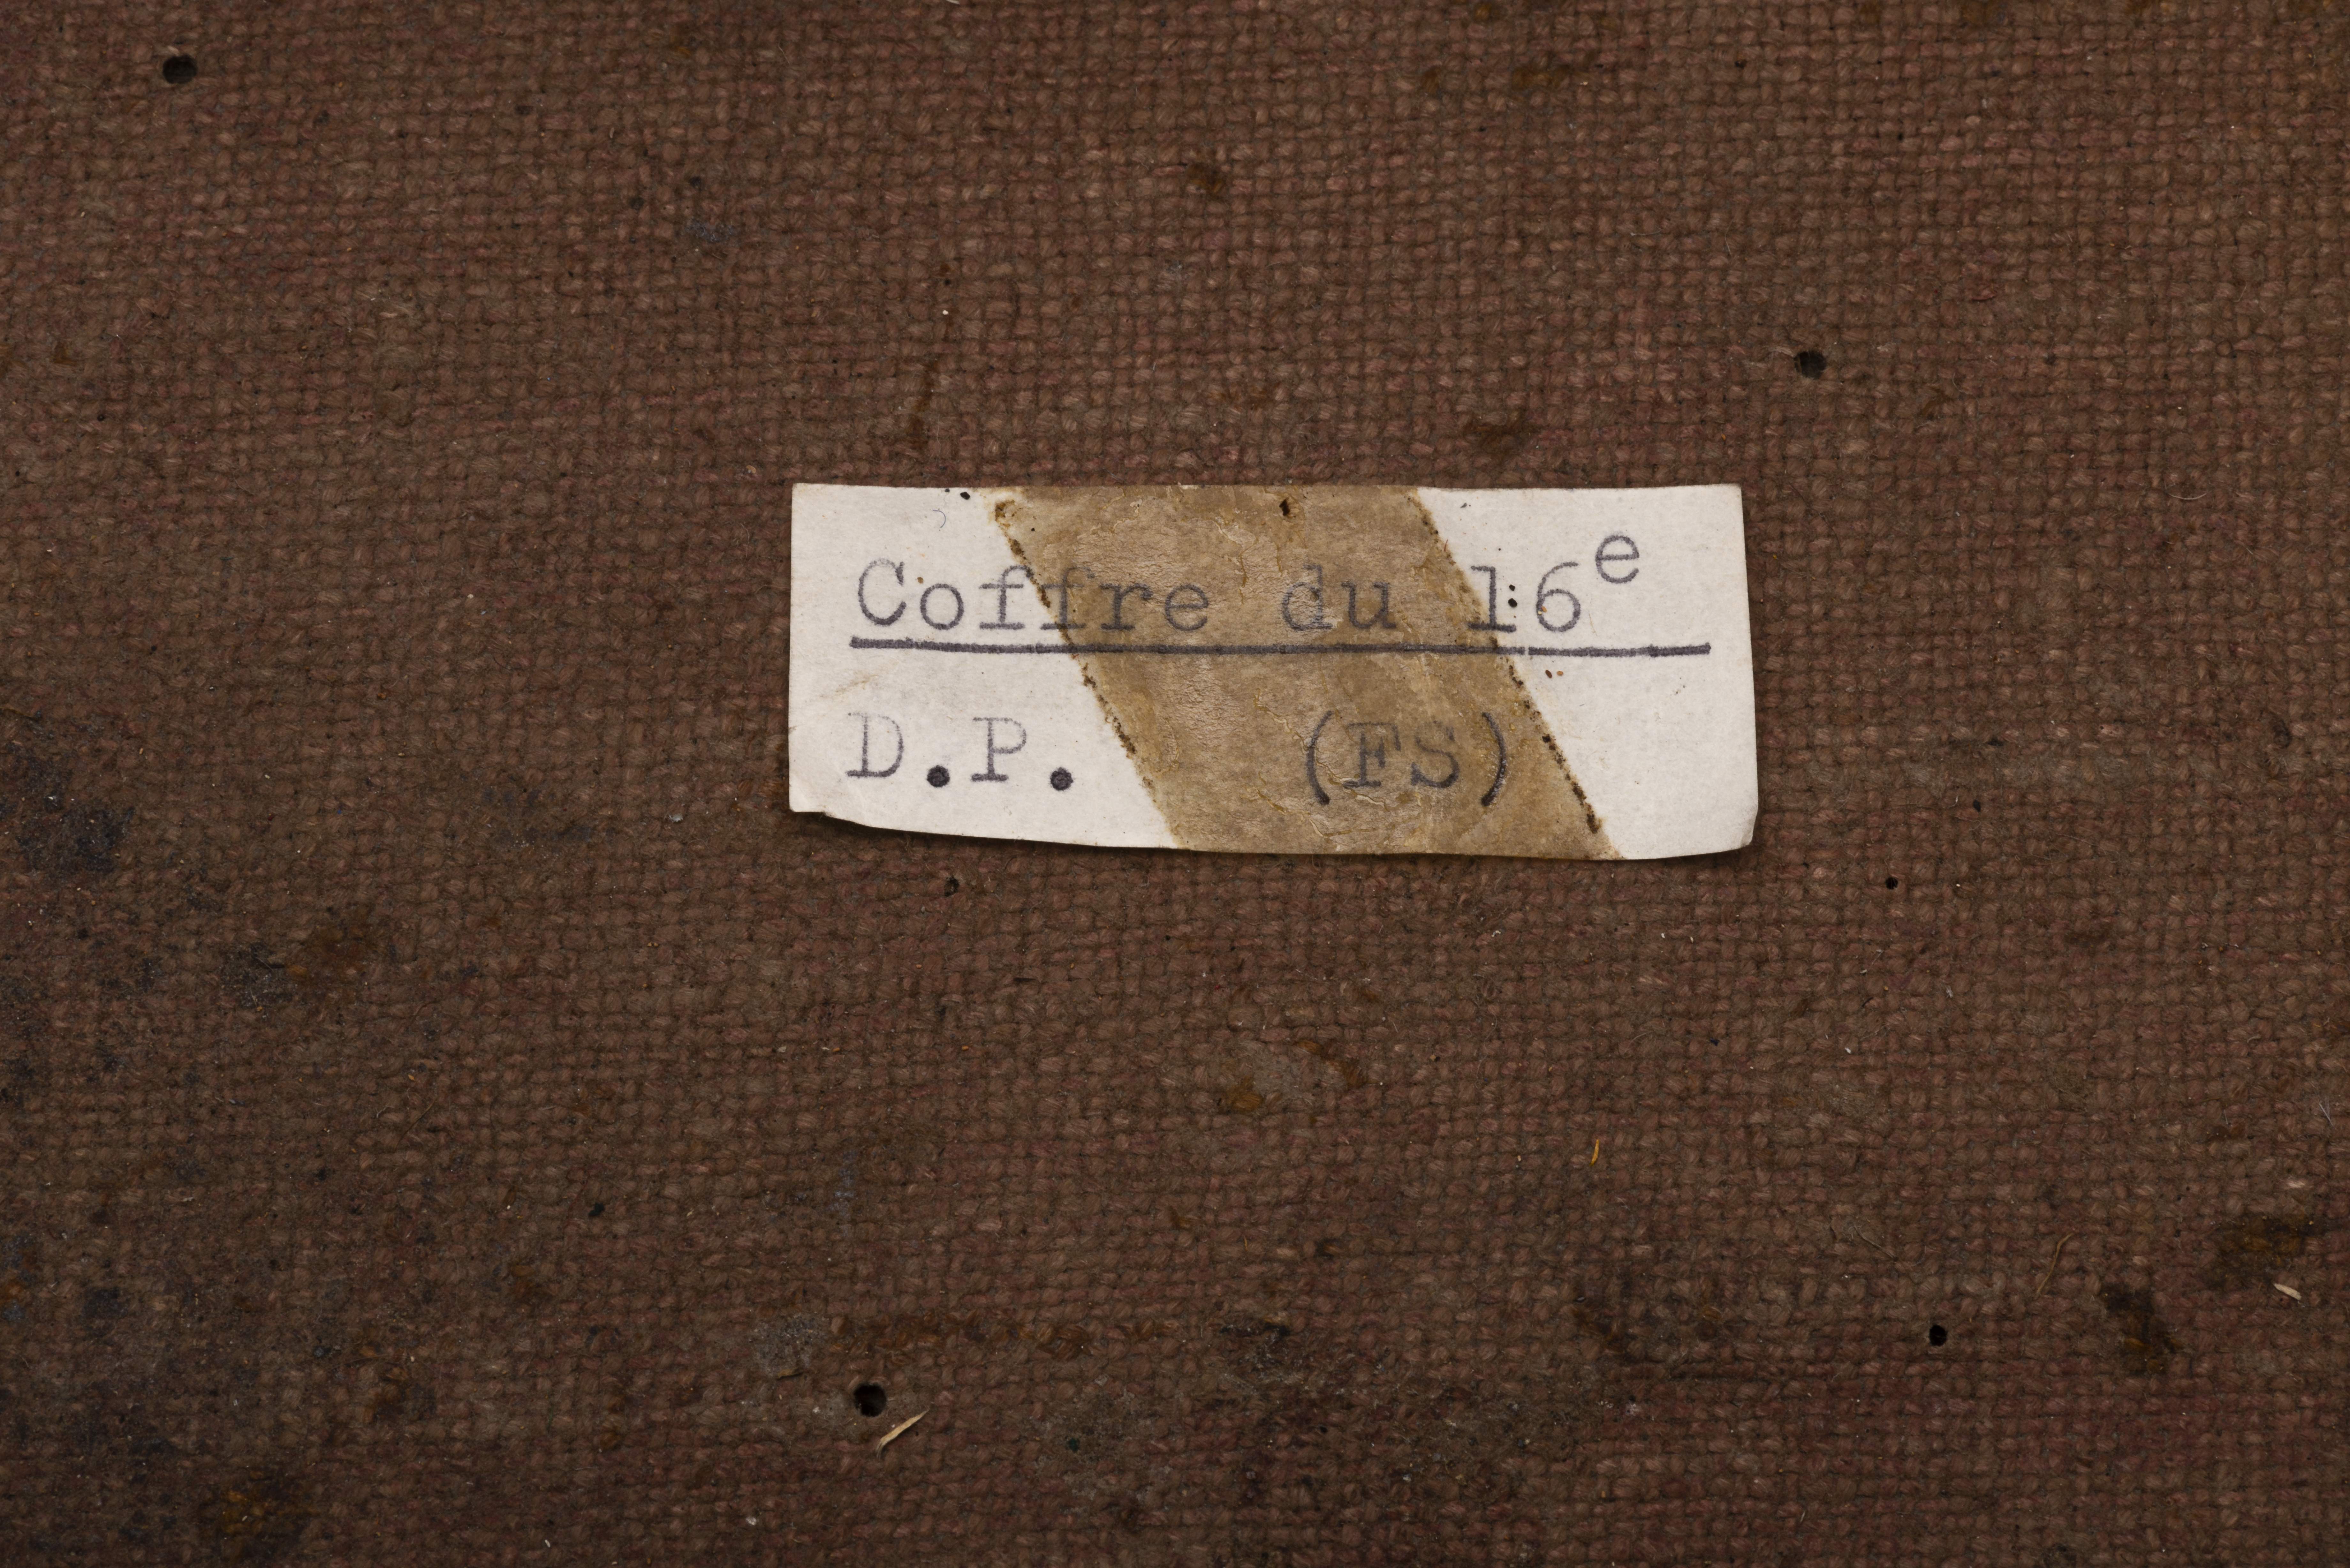 Coffre du 16e
D.P. (FS)